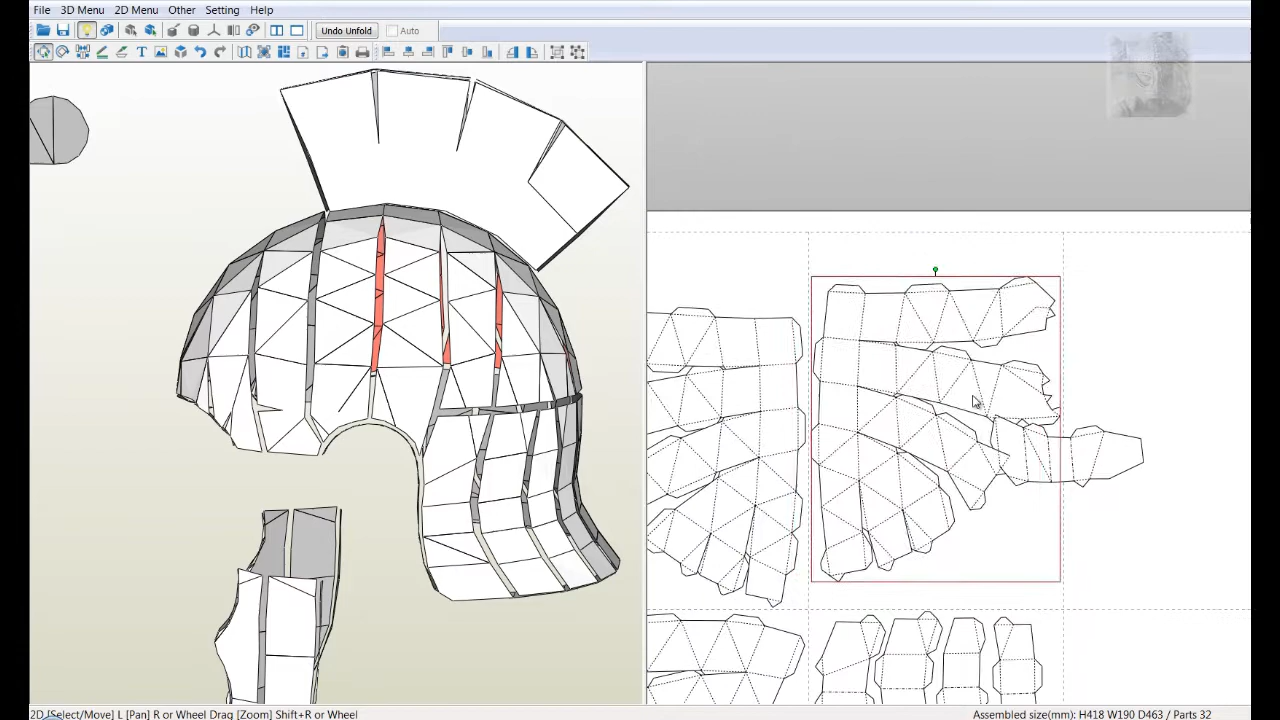 File 3D Menu 2D Menu Other Setting Help
Undo Unfold Auto
2D [Select/Move] L [Pan] R or Wheel Drag [Zoom] Shift+R or Wheel Assembled size(mm): H418 W190 D463 / Parts 32